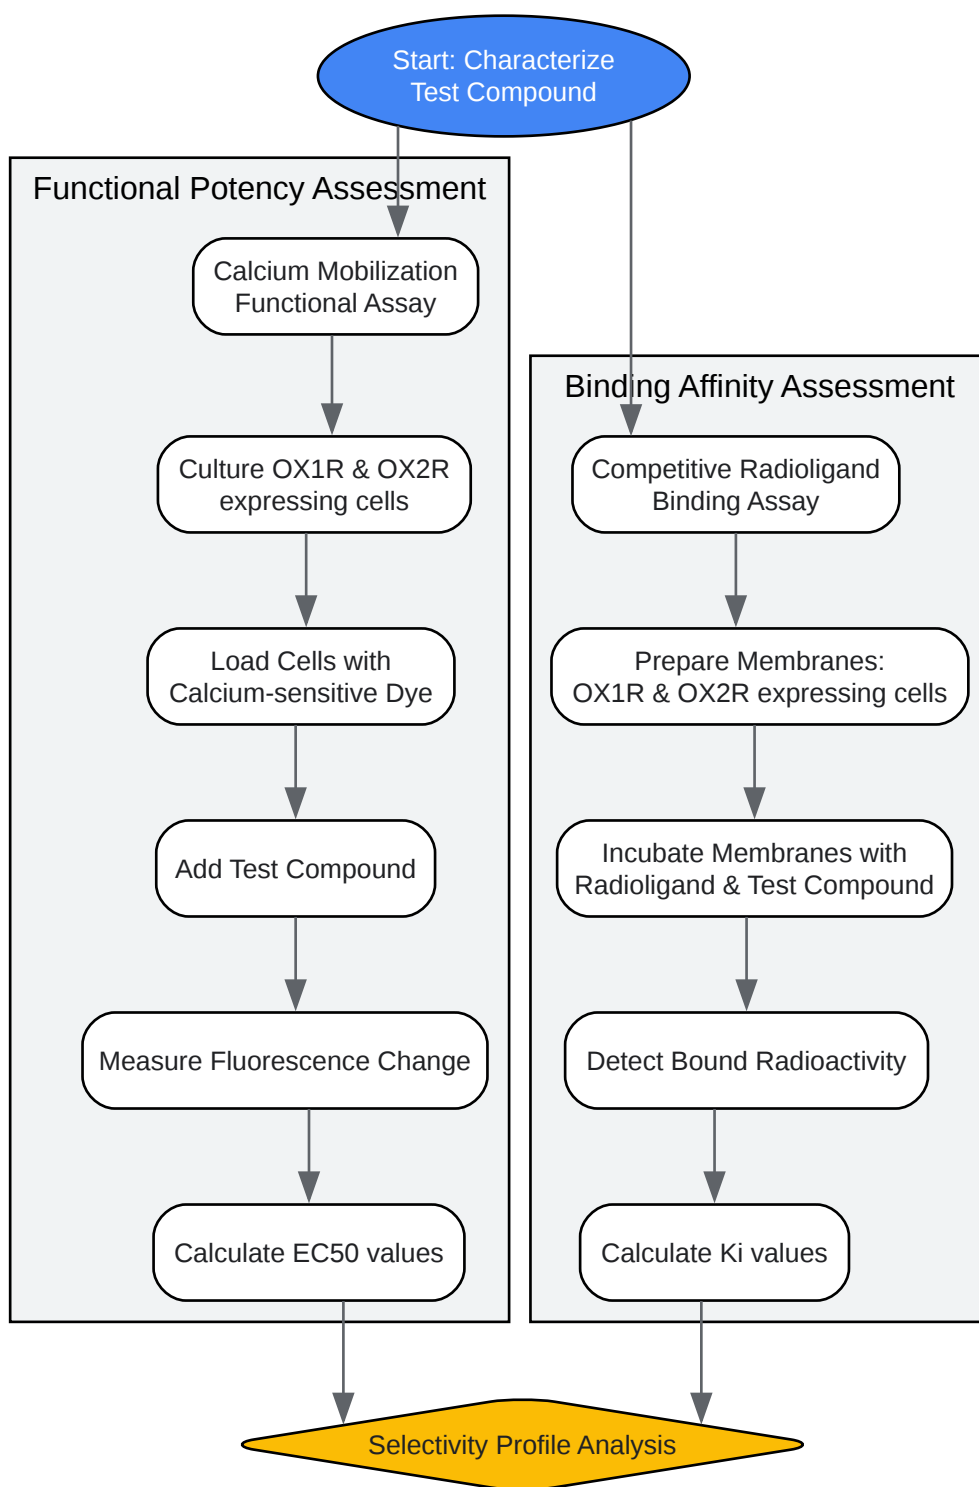 Start: Characterize
Test Compound
Functional Potency Assessment
Calcium Mobilization
Functional Assay
Culture OX1R & OX2R
expressing cells
Load Cells with
Calcium-sensitive Dye
Add Test Compound
Measure Fluorescence Change
Calculate EC50 values
Binding Affinity Assessment
Competitive Radioligand
Binding Assay
Prepare Membranes:
OX1R & OX2R expressing cells
Incubate Membranes with
Radioligand & Test Compound
Detect Bound Radioactivity
Calculate Ki values
Selectivity Profile Analysis